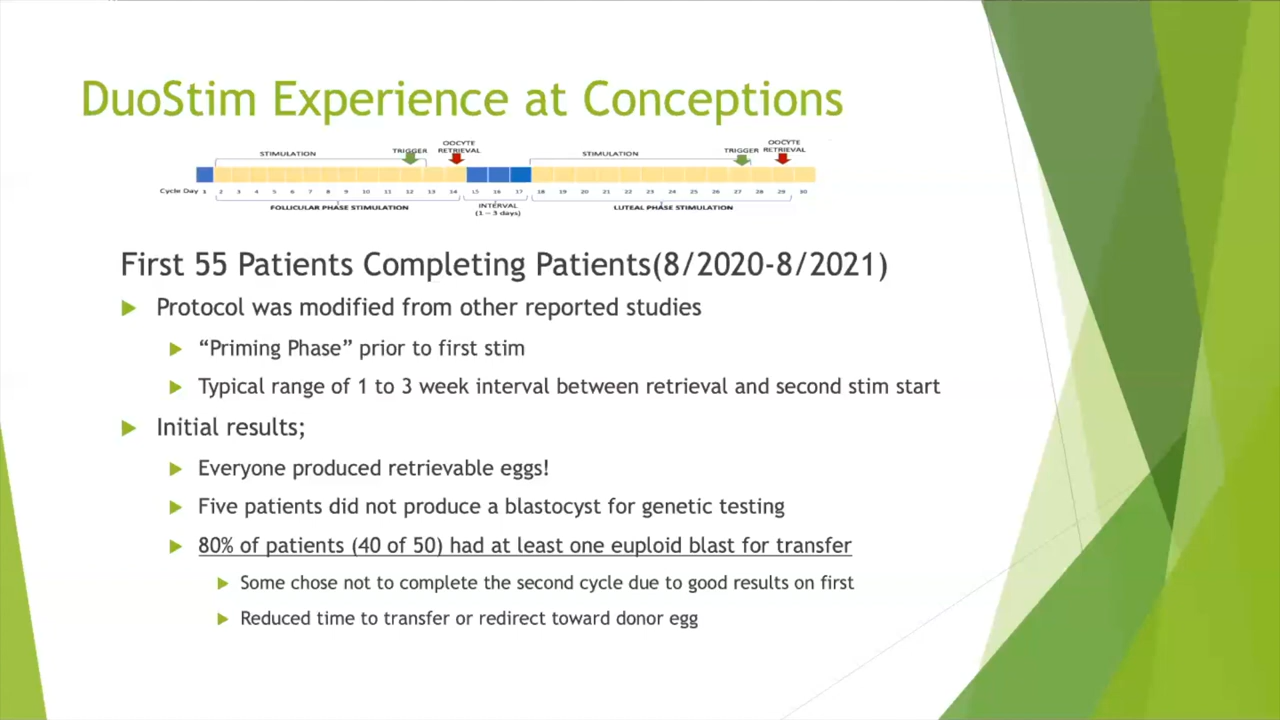 DuoStim Experience at Conceptions
STIMULATION TRIGGER OOCYTE RETRIEVAL STIMULATION TRIGGER OOCYTE RETRIEVAL
Cycle Day 1 2 3 4 5 6 7 8 9 10 11 12 13 14 15 16 17 18 19 20 21 22 23 24 25 26 27 28 29 30
FOLLICULAR PHASE STIMULATION INTERVAL (1 – 3 days) LUTEAL PHASE STIMULATION
First 55 Patients Completing Patients(8/2020-8/2021)
Protocol was modified from other reported studies
“Priming Phase” prior to first stim
Typical range of 1 to 3 week interval between retrieval and second stim start
Initial results;
Everyone produced retrievable eggs!
Five patients did not produce a blastocyst for genetic testing
80% of patients (40 of 50) had at least one euploid blast for transfer
Some chose not to complete the second cycle due to good results on first
Reduced time to transfer or redirect toward donor egg